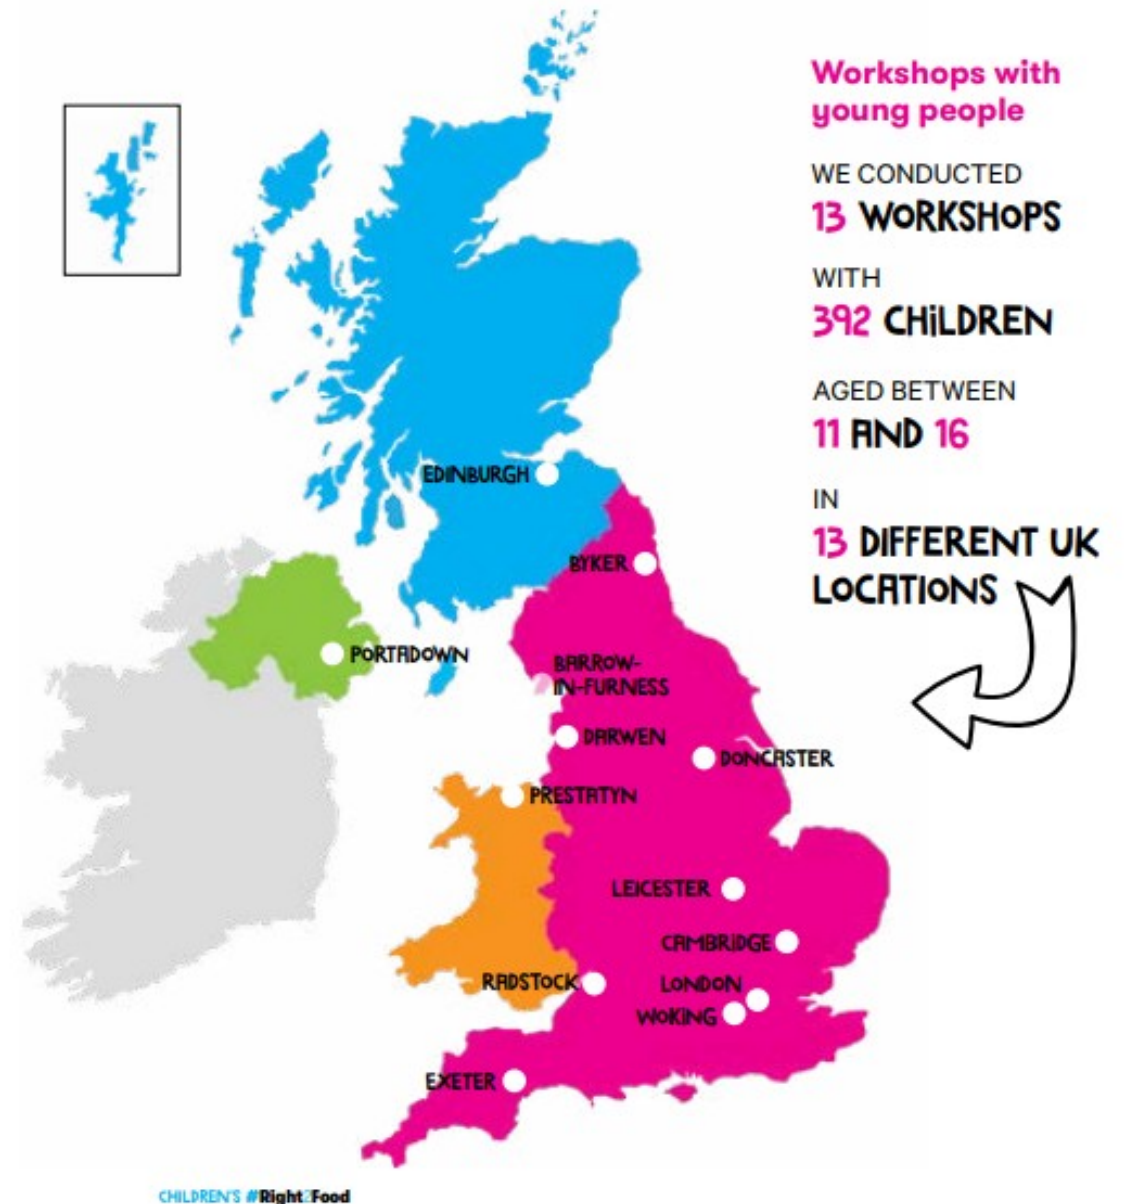 Workshops with
young people
WE CONDUCTED
13 WORKSHOPS
WITH
392 CHiLDREN
AGED BETWEEN
11 AND 16
IN
13 DIFFERENT UK
LOCATIONS
EDINBURGH
BYKER
PORTADOWN
BARROW-
IN-FURNESS
DARWEN
DONCASTER
PRESTATYN
LEICESTER
CAMBRIDGE
RADSTOCK
LONDON
WOKING
EXETER
CHILDREN'S #Right2Food